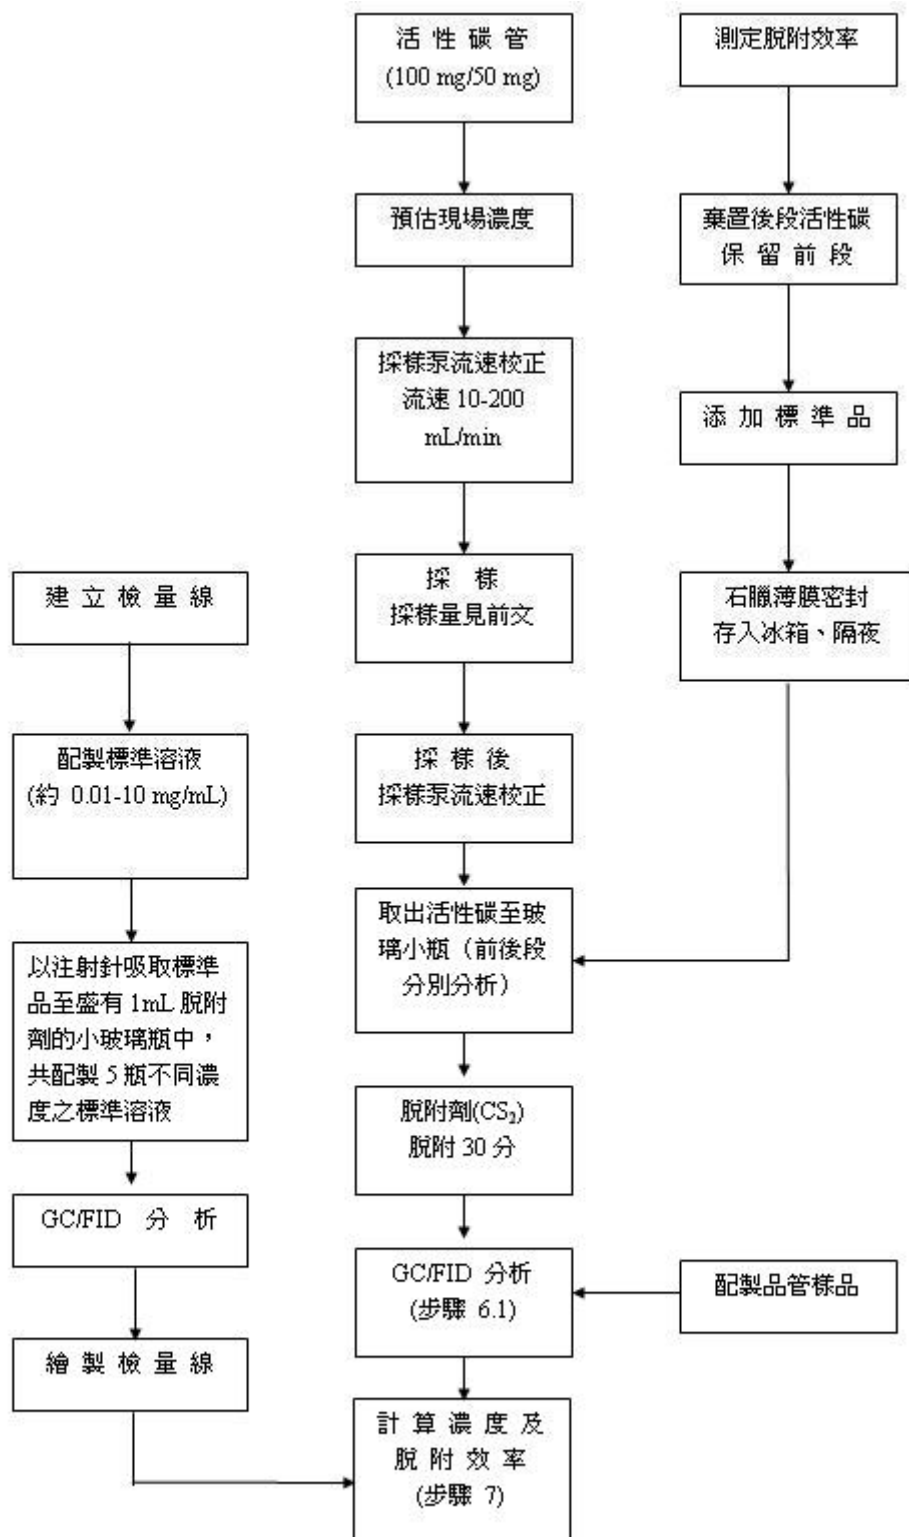 活 性 碳 管
(100 mg/50 mg)
預估現場濃度
採樣泵流速校正
流速 10-200
mL/min
採 樣
採樣量見前文
採 樣 後
採樣泵流速校正
取出活性碳至玻
璃小瓶（前後段
分別分析）
脫附劑(CS₂)
脫附 30 分
GC/FID 分析
(步驟 6.1)
計 算 濃 度 及
脫 附 效 率
(步驟 7)
測定脫附效率
棄置後段活性碳
保 留 前 段
添 加 標 準 品
石臘薄膜密封
存入冰箱、隔夜
配製品管樣品
建 立 檢 量 線
配製標準溶液
(約 0.01-10 mg/mL)
以注射針吸取標準
品至盛有 1mL 脫附
劑的小玻璃瓶中，
共配製 5 瓶不同濃
度之標準溶液
GC/FID 分 析
繪 製 檢 量 線